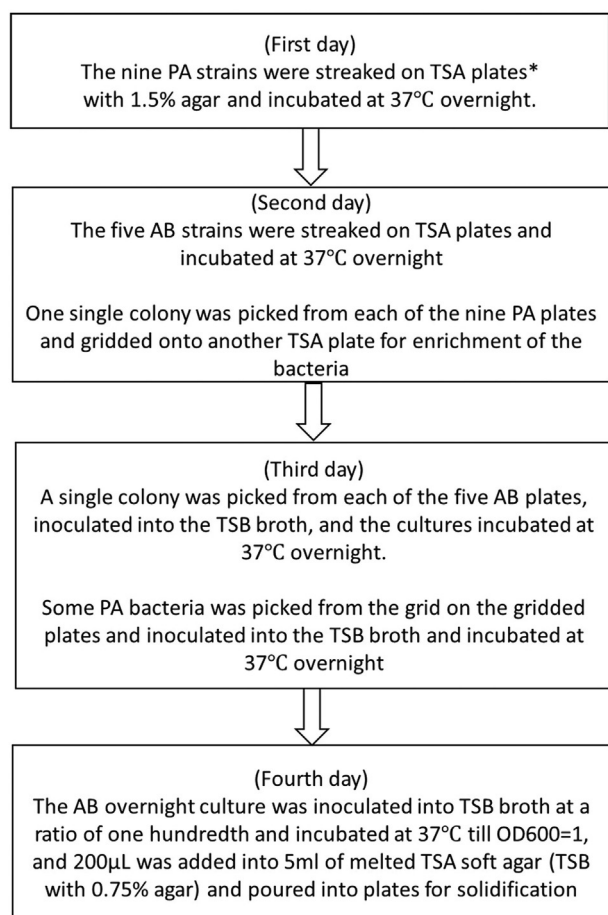 (First day)
The nine PA strains were streaked on TSA plates*
with 1.5% agar and incubated at 37℃ overnight.
(Second day)
The five AB strains were streaked on TSA plates and
incubated at 37℃ overnight
One single colony was picked from each of the nine PA plates
and gridded onto another TSA plate for enrichment of the
bacteria
(Third day)
A single colony was picked from each of the five AB plates,
inoculated into the TSB broth, and the cultures incubated at
37℃ overnight.
Some PA bacteria was picked from the grid on the gridded
plates and inoculated into the TSB broth and incubated at
37℃ overnight
(Fourth day)
The AB overnight culture was inoculated into TSB broth at a
ratio of one hundredth and incubated at 37℃ till OD600=1,
and 200μL was added into 5ml of melted TSA soft agar (TSB
with 0.75% agar) and poured into plates for solidification